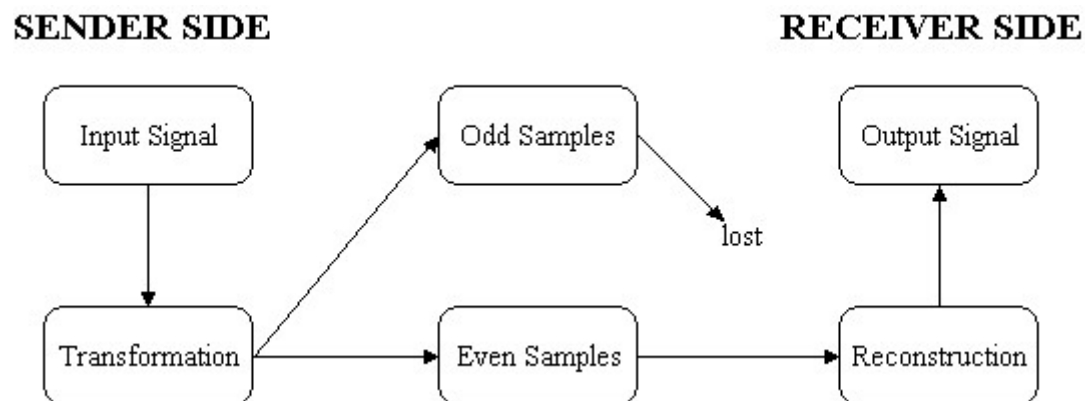 SENDER SIDE
RECEIVER SIDE
Input Signal
Odd Samples
Output Signal
lost
Transformation
Even Samples
Reconstruction